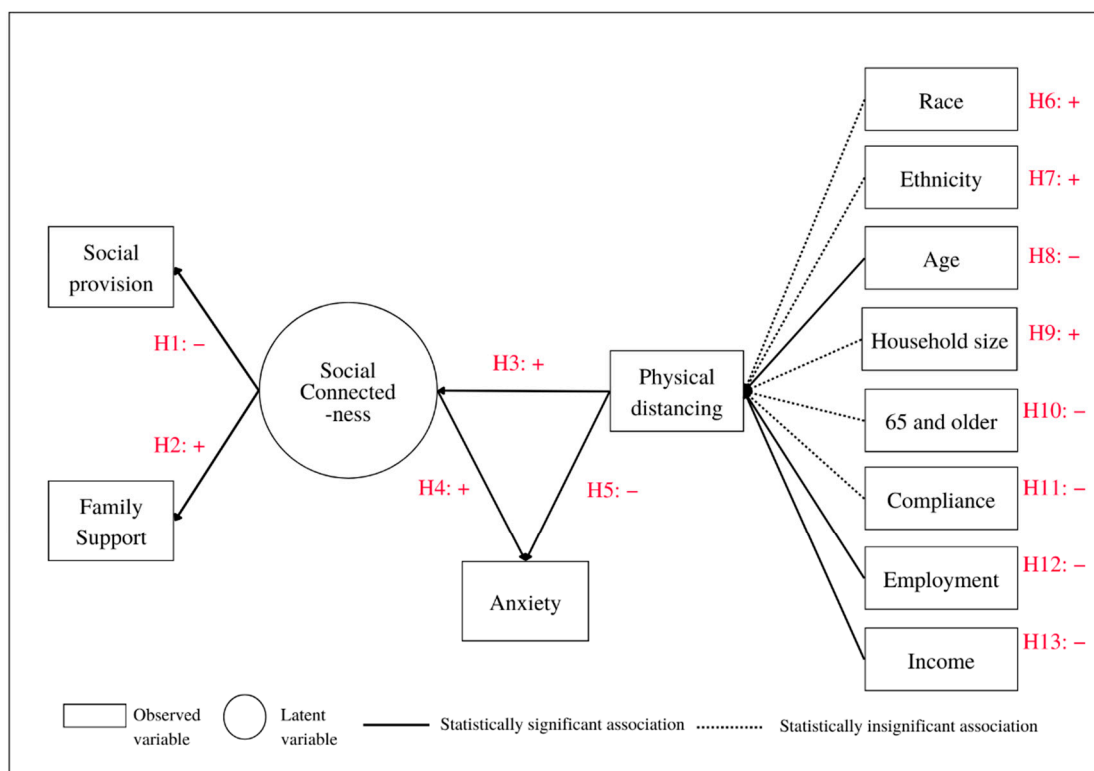 Race
H6: +
Ethnicity
H7: +
Age
H8: −
Household size
H9: +
65 and older
H10: −
Compliance
H11: −
Employment
H12: −
Income
H13: −
Social
provision
H1: −
Social
Connected
-ness
H2: +
Family
Support
H3: +
Physical
distancing
H4: +
H5: −
Anxiety
Observed
variable
Latent
variable
Statistically significant association
Statistically insignificant association